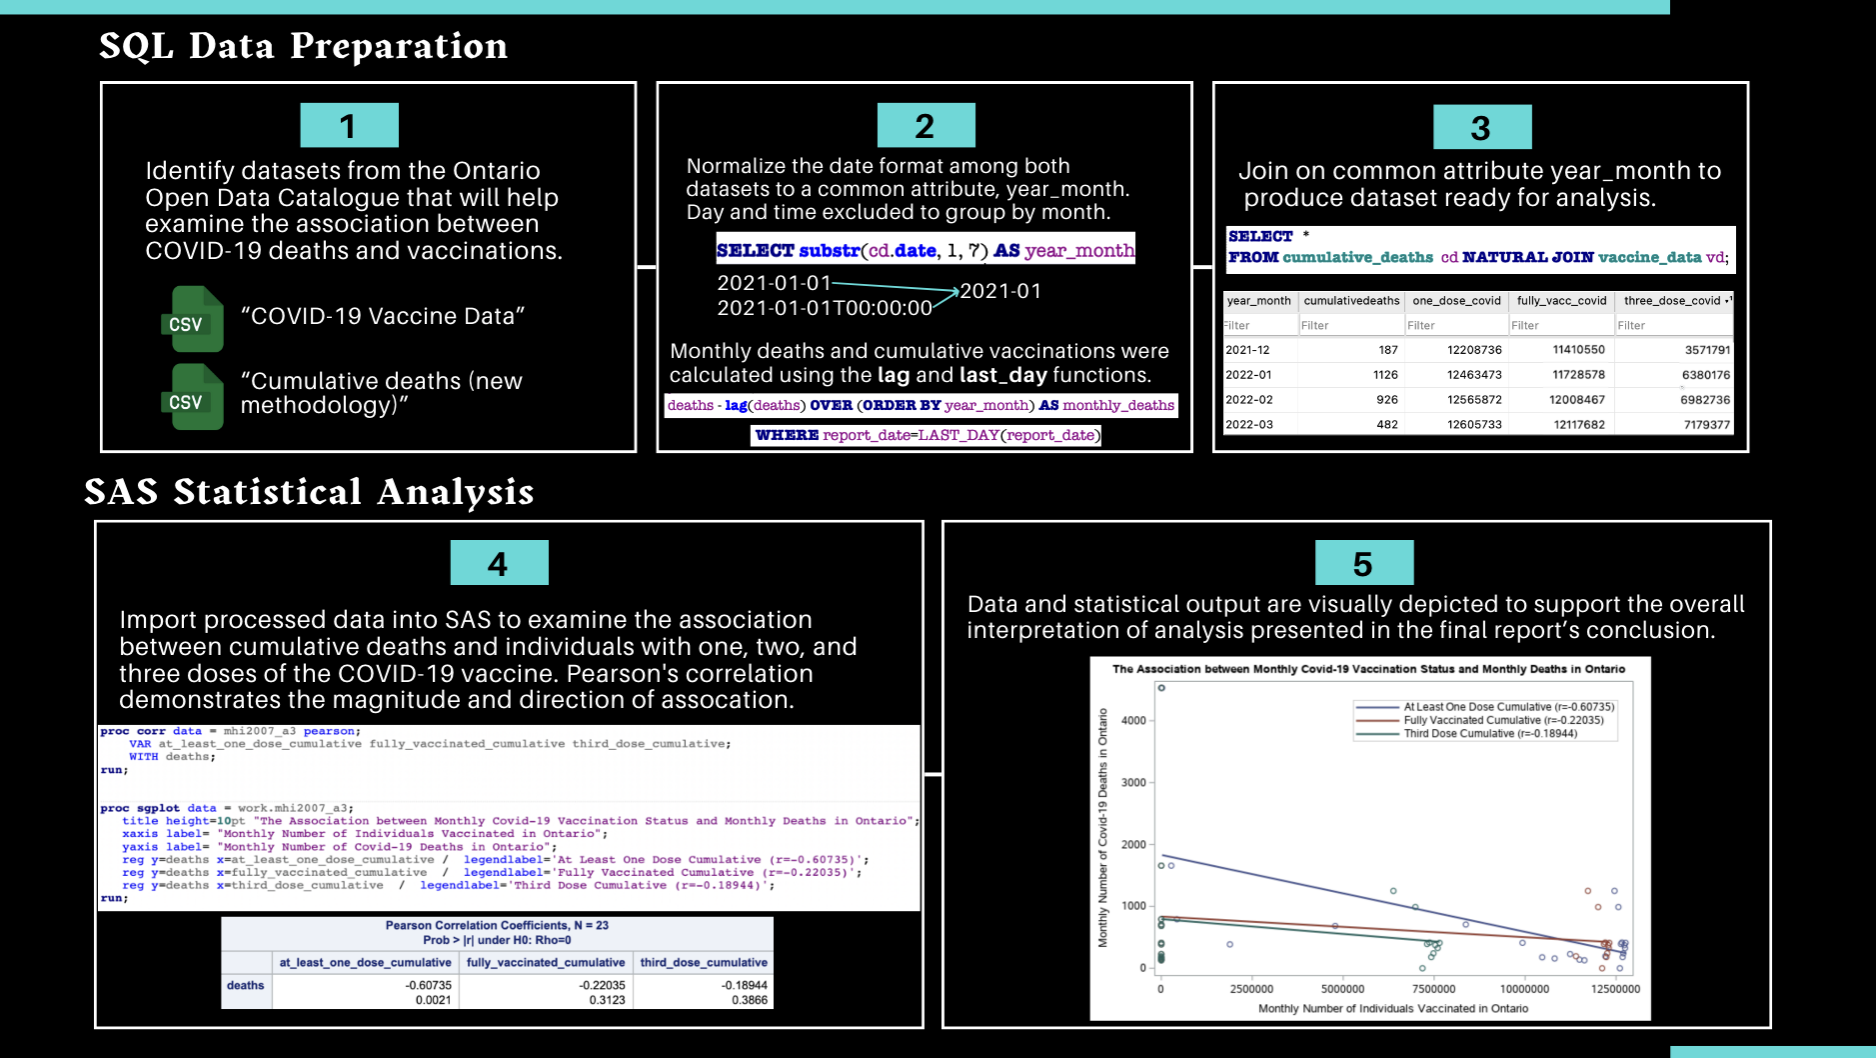 SQL Data Preparation
1
Identify datasets from the Ontario
Open Data Catalogue that will help
examine the association between
COVID-19 deaths and vaccinations.
CSV
“COVID-19 Vaccine Data”
CSV
“Cumulative deaths (new
methodology)”
2
Normalize the date format among both
datasets to a common attribute, year_month.
Day and time excluded to group by month.
SELECT substr(cd.date, 1, 7) AS year_month
2021-01-01
2021-01-01T00:00:00
2021-01
Monthly deaths and cumulative vaccinations were
calculated using the lag and last_day functions.
deaths - lag(deaths) OVER (ORDER BY year_month) AS monthly_deaths
WHERE report_date=LAST_DAY(report_date)
3
Join on common attribute year_month to
produce dataset ready for analysis.
SELECT *
FROM cumulative_deaths cd NATURAL JOIN vaccine_data vd;
year_month cumulativedeaths one_dose_covid fully_vacc_covid three_dose_covid
Filter Filter Filter Filter Filter
2021-12 187 12208736 11410550 3571791
2022-01 1126 12463473 11728578 6380176
2022-02 926 12565872 12008467 6982736
2022-03 482 12605733 12117682 7179377
SAS Statistical Analysis
4
Import processed data into SAS to examine the association
between cumulative deaths and individuals with one, two, and
three doses of the COVID-19 vaccine. Pearson's correlation
demonstrates the magnitude and direction of assocation.
proc corr data = mhi2007_a3 pearson;
VAR at_least_one_dose_cumulative fully_vaccinated_cumulative third_dose_cumulative;
WITH deaths;
run;
proc sgplot data = work.mhi2007_a3;
title height=10pt "The Association between Monthly Covid-19 Vaccination Status and Monthly Deaths in Ontario";
xaxis label= "Monthly Number of Individuals Vaccinated in Ontario";
yaxis label= "Monthly Number of Covid-19 Deaths in Ontario";
reg y=deaths x=at_least_one_dose_cumulative / legendlabel='At Least One Dose Cumulative (r=-0.60735)';
reg y=deaths x=fully_vaccinated_cumulative / legendlabel='Fully Vaccinated Cumulative (r=-0.22035)';
reg y=deaths x=third_dose_cumulative / legendlabel='Third Dose Cumulative (r=-0.18944)';
run;
Pearson Correlation Coefficients, N = 23
Prob > |r| under H0: Rho=0
at_least_one_dose_cumulative fully_vaccinated_cumulative third_dose_cumulative
deaths -0.60735 -0.22035 -0.18944
0.0021 0.3123 0.3866
5
Data and statistical output are visually depicted to support the overall
interpretation of analysis presented in the final report’s conclusion.
The Association between Monthly Covid-19 Vaccination Status and Monthly Deaths in Ontario
At Least One Dose Cumulative (r=-0.60735)
Fully Vaccinated Cumulative (r=-0.22035)
Third Dose Cumulative (r=-0.18944)
Monthly Number of Covid-19 Deaths in Ontario
4000
3000
2000
1000
0
0 2500000 5000000 7500000 10000000 12500000
Monthly Number of Individuals Vaccinated in Ontario